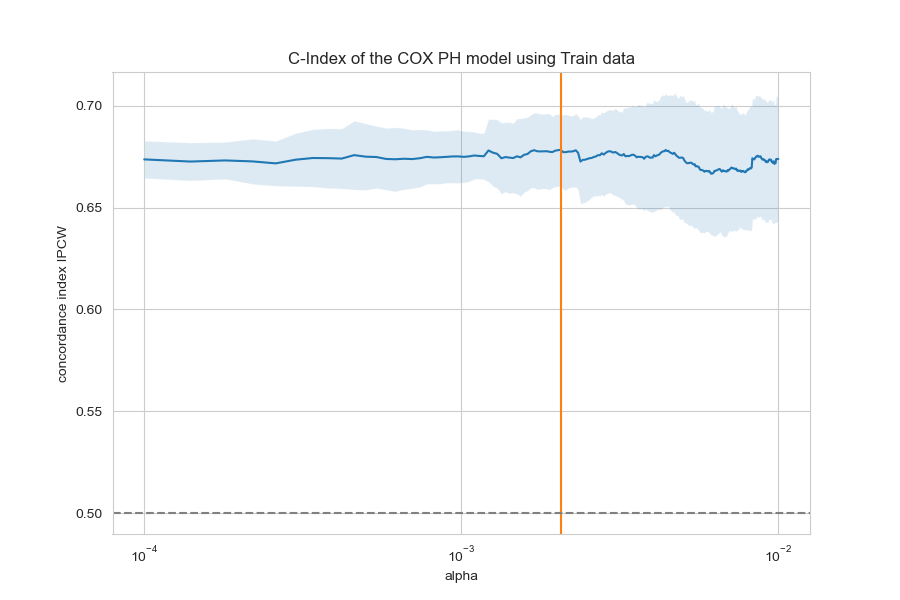 C-Index of the COX PH model using Train data
concordance index IPCW
0.70
0.65
0.60
0.55
0.50
10⁻⁴ 10⁻³ 10⁻²
alpha